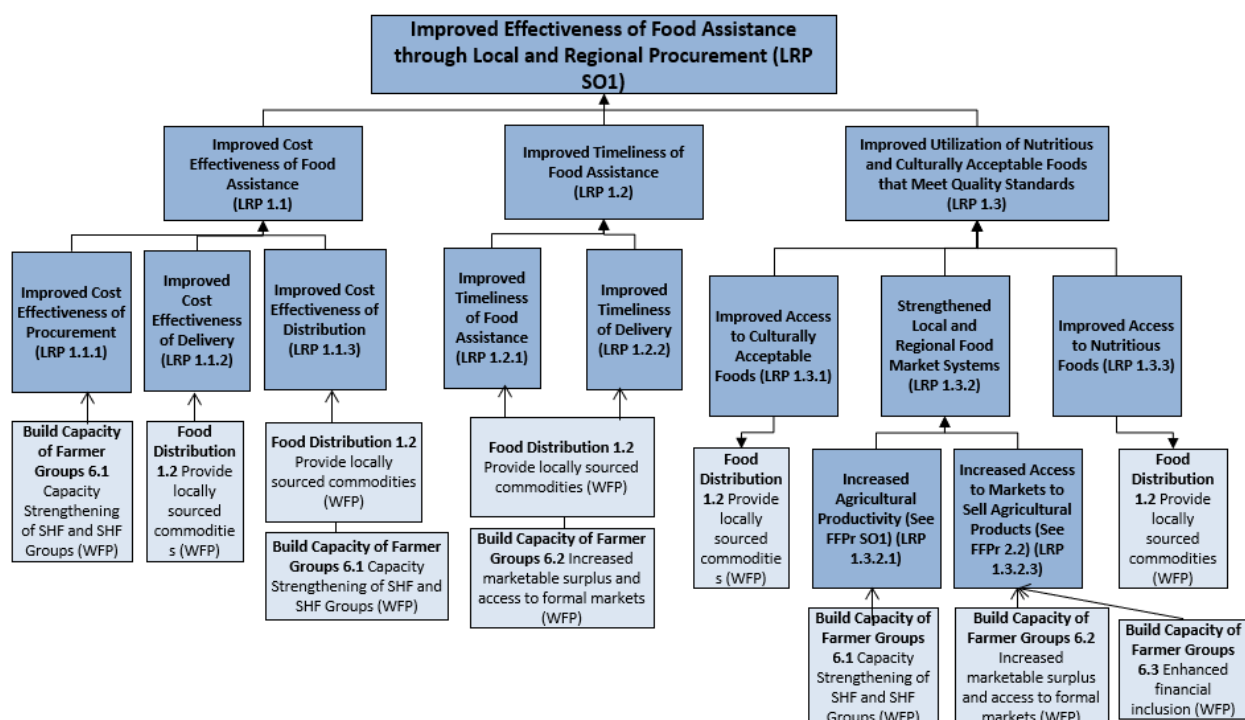 Improved Effectiveness of Food Assistance
through Local and Regional Procurement (LRP
SO1)
Improved Cost
Effectiveness of Food
Assistance
(LRP 1.1)
Improved Timeliness of
Food Assistance
(LRP 1.2)
Improved Utilization of Nutritious
and Culturally Acceptable Foods
that Meet Quality Standards
(LRP 1.3)
Improved Cost
Effectiveness of
Procurement
(LRP 1.1.1)
Improved
Cost
Effectiveness
of Delivery
(LRP 1.1.2)
Improved Cost
Effectiveness of
Distribution
(LRP 1.1.3)
Improved
Timeliness
of Food
Assistance
(LRP 1.2.1)
Improved
Timeliness
of Delivery
(LRP 1.2.2)
Improved Access
to Culturally
Acceptable
Foods (LRP 1.3.1)
Strengthened
Local and
Regional Food
Market Systems
(LRP 1.3.2)
Improved Access
to Nutritious
Foods (LRP 1.3.3)
Build Capacity
of Farmer
Groups 6.1
Capacity
Strengthening
of SHF and SHF
Groups (WFP)
Food
Distribution
1.2 Provide
locally
sourced
commoditie
s (WFP)
Food Distribution 1.2
Provide locally
sourced commodities
(WFP)
Build Capacity of Farmer
Groups 6.1 Capacity
Strengthening of SHF and
SHF Groups (WFP)
Food Distribution 1.2
Provide locally sourced
commodities (WFP)
Build Capacity of Farmer
Groups 6.2 Increased
marketable surplus and
access to formal markets
(WFP)
Food
Distribution
1.2 Provide
locally
sourced
commoditie
s (WFP)
Increased
Agricultural
Productivity (See
FFPr SO1) (LRP
1.3.2.1)
Increased Access
to Markets to
Sell Agricultural
Products (See
FFPr 2.2) (LRP
1.3.2.3)
Food
Distribution
1.2 Provide
locally
sourced
commodities
(WFP)
Build Capacity of
Farmer Groups
6.1 Capacity
Strengthening of
SHF and SHF
Groups (WFP)
Build Capacity of
Farmer Groups 6.2
Increased
marketable surplus
and access to formal
markets (WFP)
Build Capacity of
Farmer Groups
6.3 Enhanced
financial
inclusion (WFP)